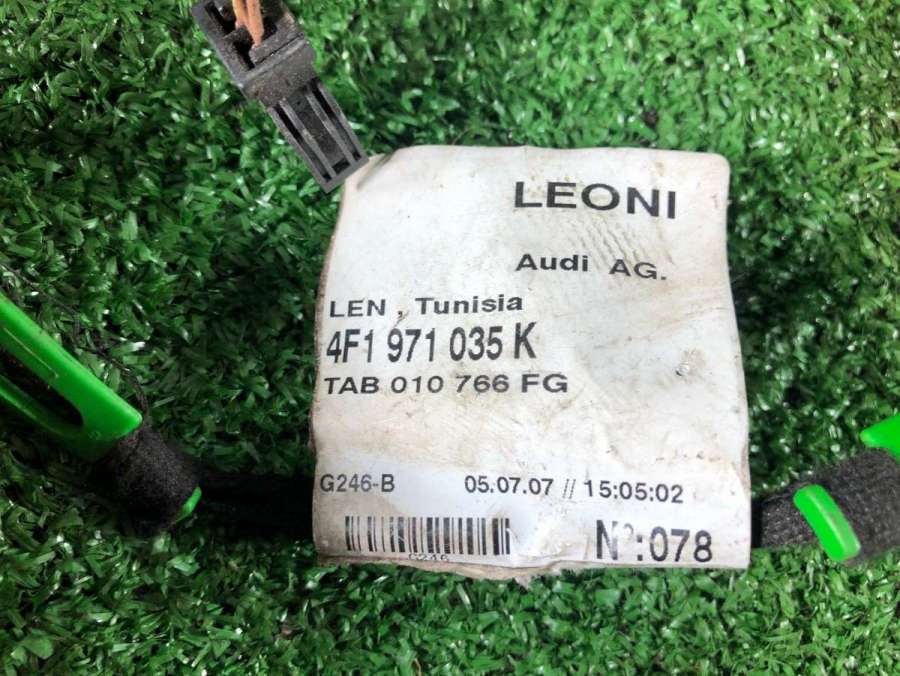 LEONI
Audi AG.
LEN , Tunisia
4F1 971 035 K
TAB 010 766 FG
G246-B 05.07.07 // 15:05:02
N°:078